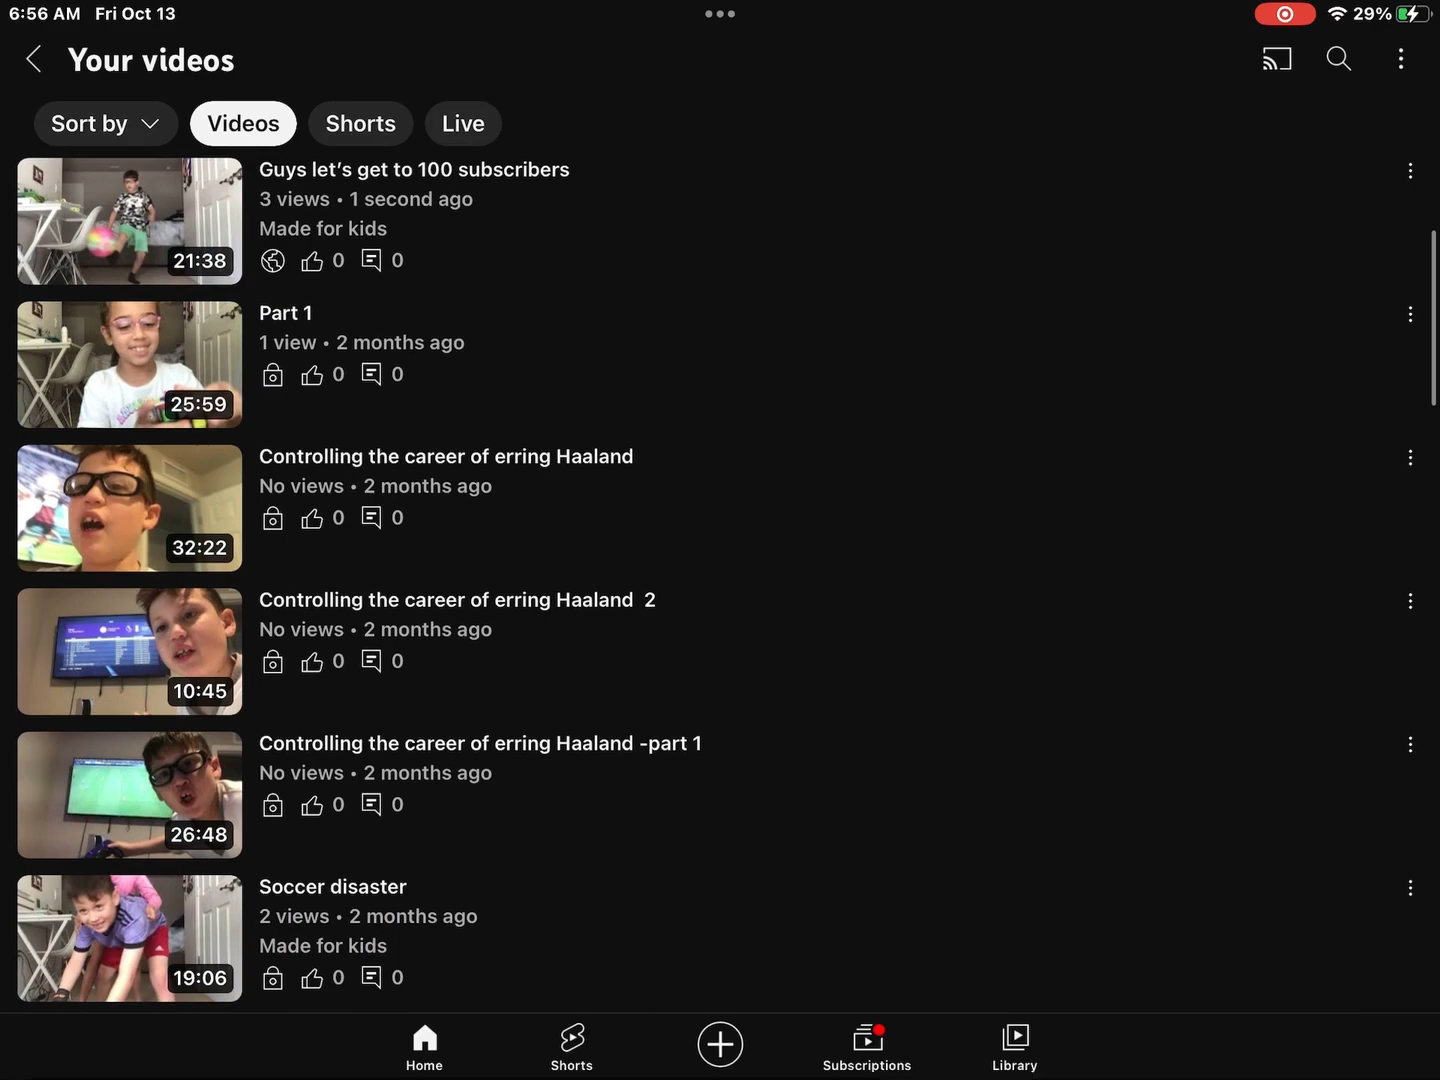 6:56 AM Fri Oct 13
29%
Your videos
Sort by
Videos
Shorts
Live
Guys let's get to 100 subscribers
3 views • 1 second ago
Made for kids
0 0
21:38
Part 1
1 view • 2 months ago
0 0
25:59
Controlling the career of erring Haaland
No views • 2 months ago
0 0
32:22
Controlling the career of erring Haaland 2
No views • 2 months ago
0 0
10:45
Controlling the career of erring Haaland -part 1
No views • 2 months ago
0 0
26:48
Soccer disaster
2 views • 2 months ago
Made for kids
0 0
19:06
Home
Shorts
Subscriptions
Library